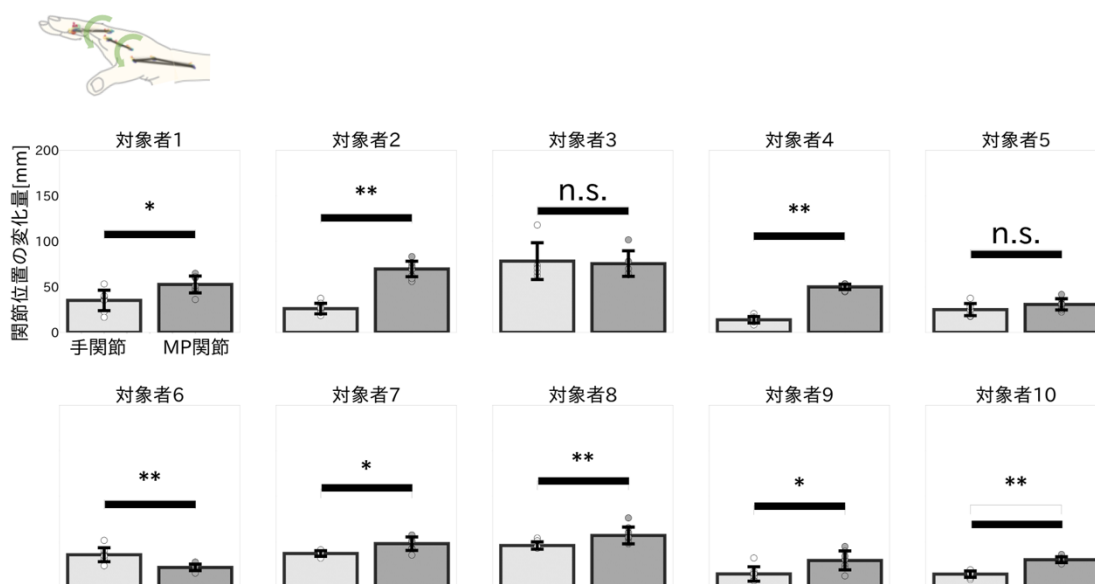 対象者1
対象者2
対象者3
対象者4
対象者5
関節位置の変化量[mm]
200
150
100
50
0
*
**
n.s.
**
n.s.
手関節
MP関節
対象者6
対象者7
対象者8
対象者9
対象者10
**
*
**
*
**